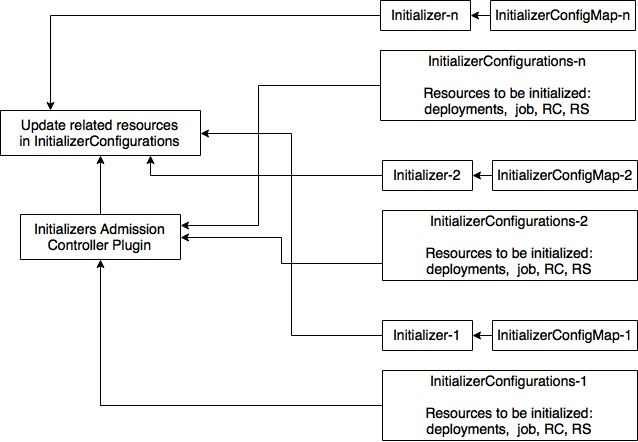 Initializer-n
InitializerConfigMap-n
InitializerConfigurations-n
Resources to be initialized:
deployments,  job, RC, RS
Update related resources
in InitializerConfigurations
Initializer-2
InitializerConfigMap-2
Initializers Admission
Controller Plugin
InitializerConfigurations-2
Resources to be initialized:
deployments,  job, RC, RS
Initializer-1
InitializerConfigMap-1
InitializerConfigurations-1
Resources to be initialized:
deployments,  job, RC, RS